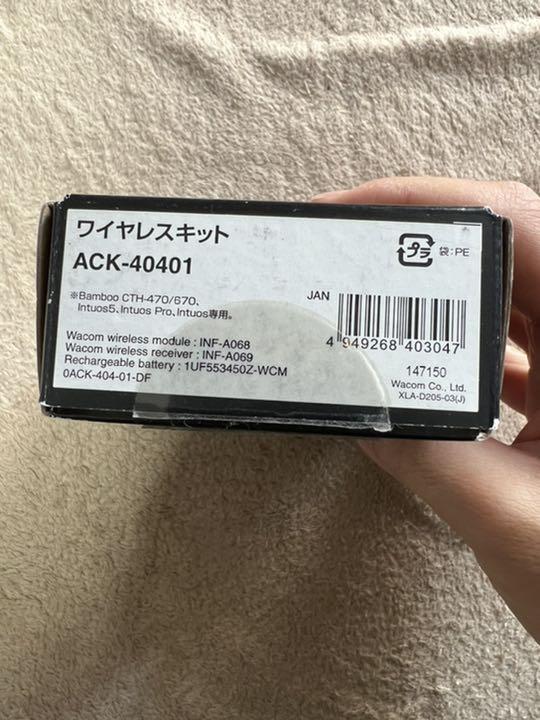 ワイヤレスキット
ACK-40401
プラ
袋:PE
※Bamboo CTH-470/670、
Intuos5、Intuos Pro、Intuos専用。
JAN
4 949268 403047
Wacom wireless module : INF-A068
Wacom wireless receiver : INF-A069
Rechargeable battery : 1UF553450Z-WCM
0ACK-404-01-DF
147150
Wacom Co., Ltd.
XLA-D205-03(J)